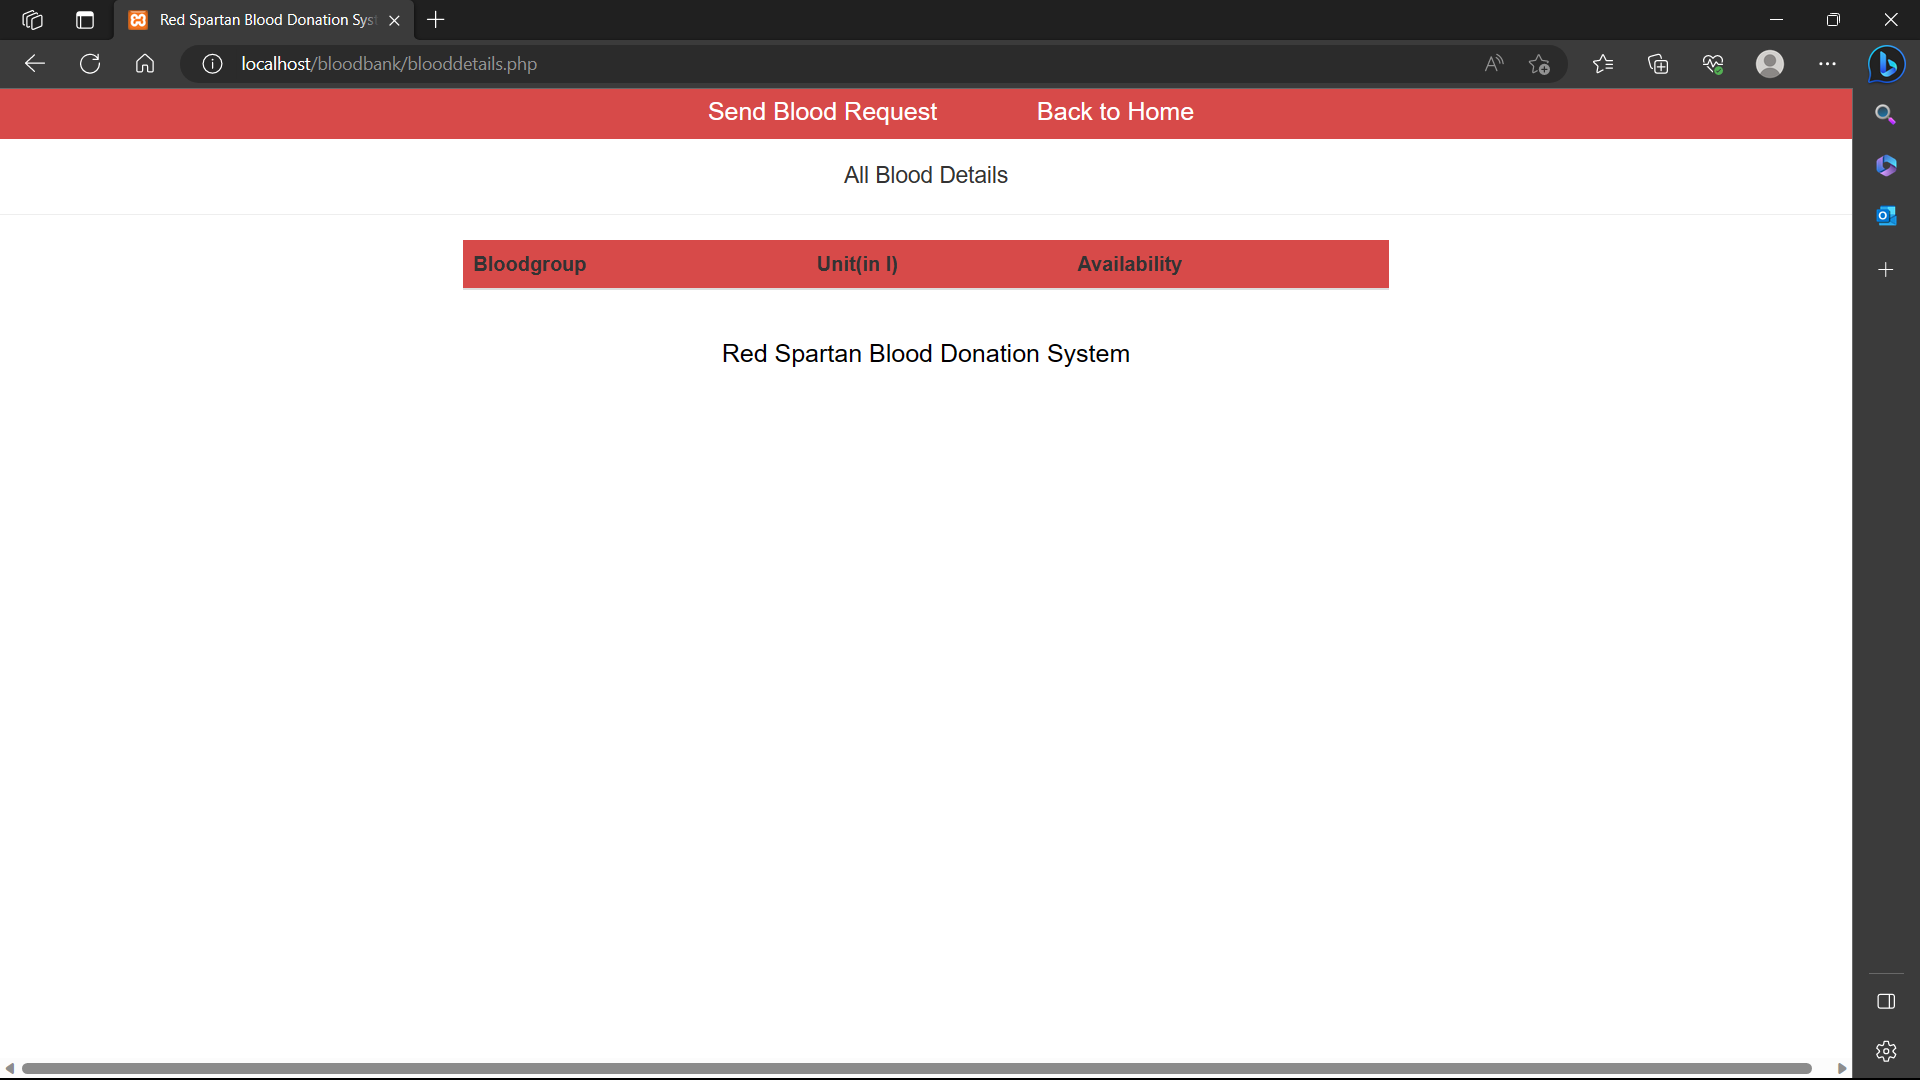 Red Spartan Blood Donation Syst
localhost/bloodbank/blooddetails.php
Send Blood Request Back to Home
All Blood Details
Bloodgroup Unit(in l) Availability
Red Spartan Blood Donation System